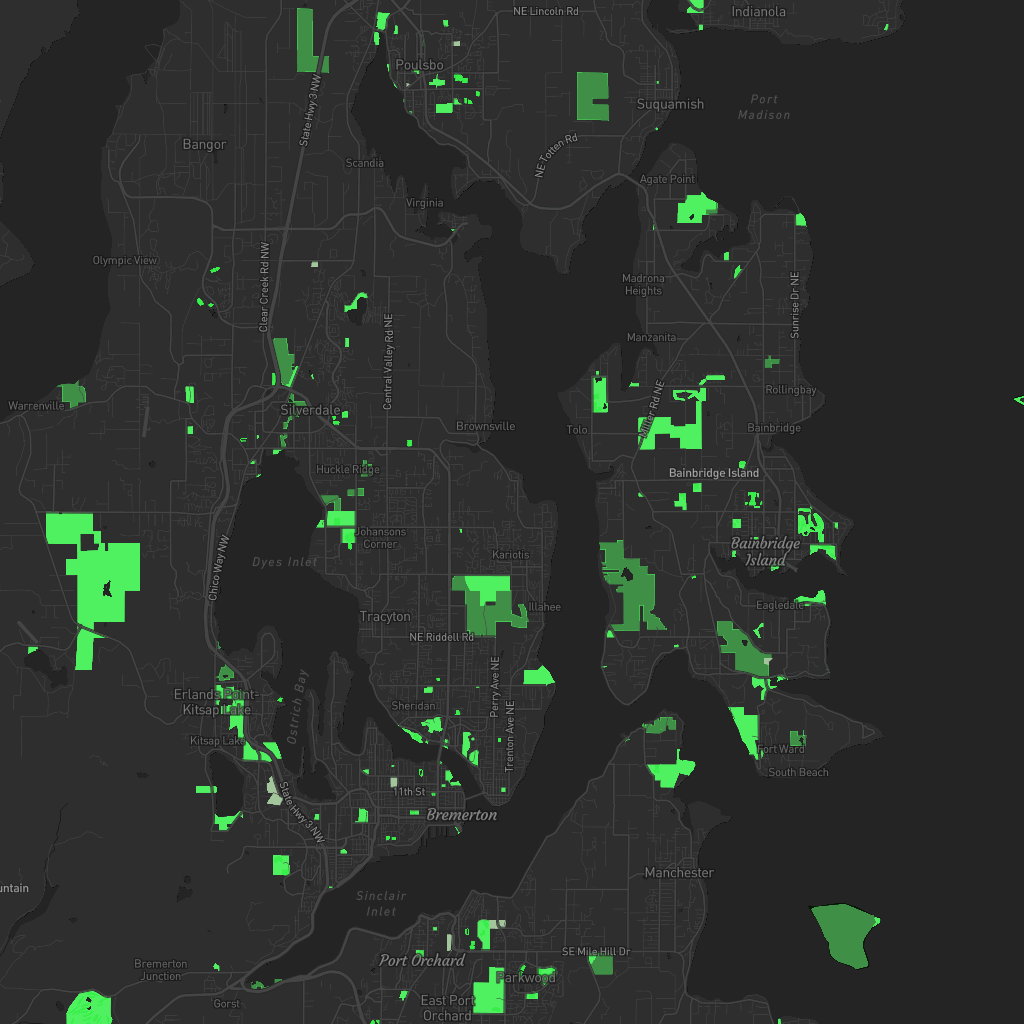 NE Lincoln Rd
Indianola
Poulsbo
State Hwy 3 NW
Suquamish
Port
Madison
Bangor
NE Totten Rd
Scandia
Agate Point
Virginia
Olympic View
Clear Creek Rd NW
Madrona
Heights
Sunrise Dr NE
Central Valley Rd NE
Manzanita
Rollingbay
Warrenville
Silverdale
Miller Rd NE
Brownsville
Tolo
Bainbridge
Huckle Ridge
Bainbridge Island
Johansons
Corner
Chico Way NW
Dyes Inlet
Kariotis
Bainbridge
Island
Illahee
Eagledale
Tracyton
NE Riddell Rd
Perry Ave NE
Erlands Point-
Kitsap Lake
Ostrich Bay
Sheridan
Trenton Ave NE
Kitsap Lake
Fort Ward
South Beach
State Hwy 3 NW
11th St
Bremerton
Manchester
untain
Sinclair
Inlet
SE Mile Hill Dr
Port Orchard
Bremerton
Junction
Parkwood
Gorst
East Port
Orchard